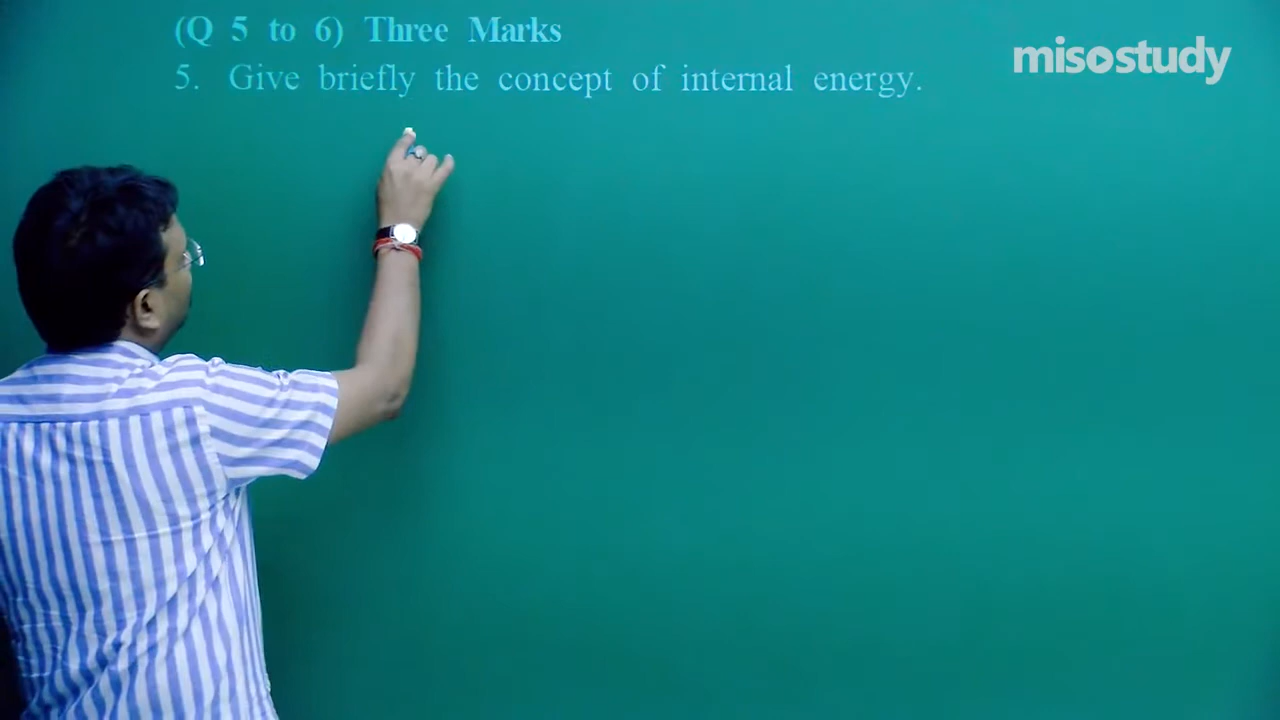 (Q 5 to 6) Three Marks
misostudy
5. Give briefly the concept of internal energy.